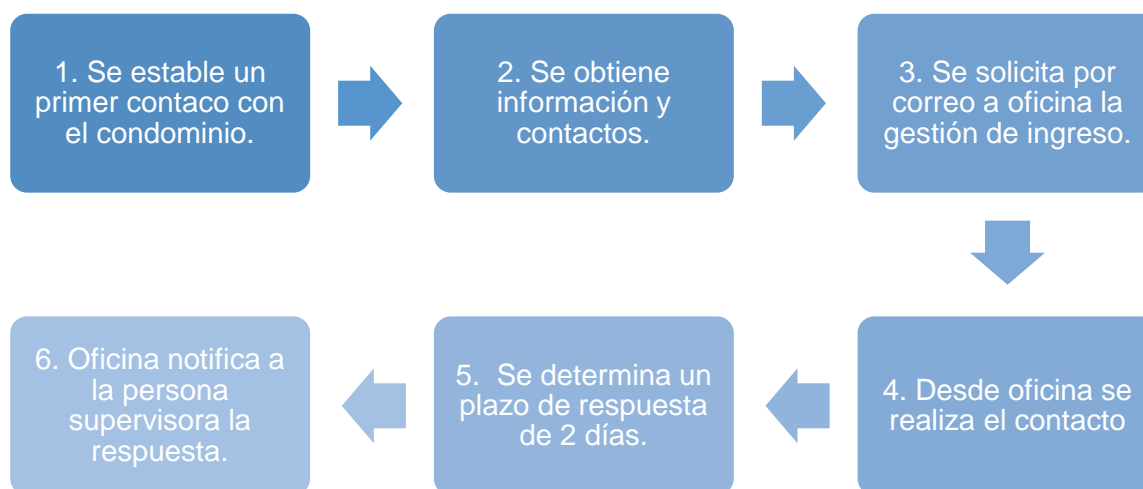 1. Se estable un
primer contaco con
el condominio.
2. Se obtiene
información y
contactos.
3. Se solicita por
correo a oficina la
gestión de ingreso.
4. Desde oficina se
realiza el contacto
5.  Se determina un
plazo de respuesta
de 2 días.
6. Oficina notifica a
la persona
supervisora la
respuesta.